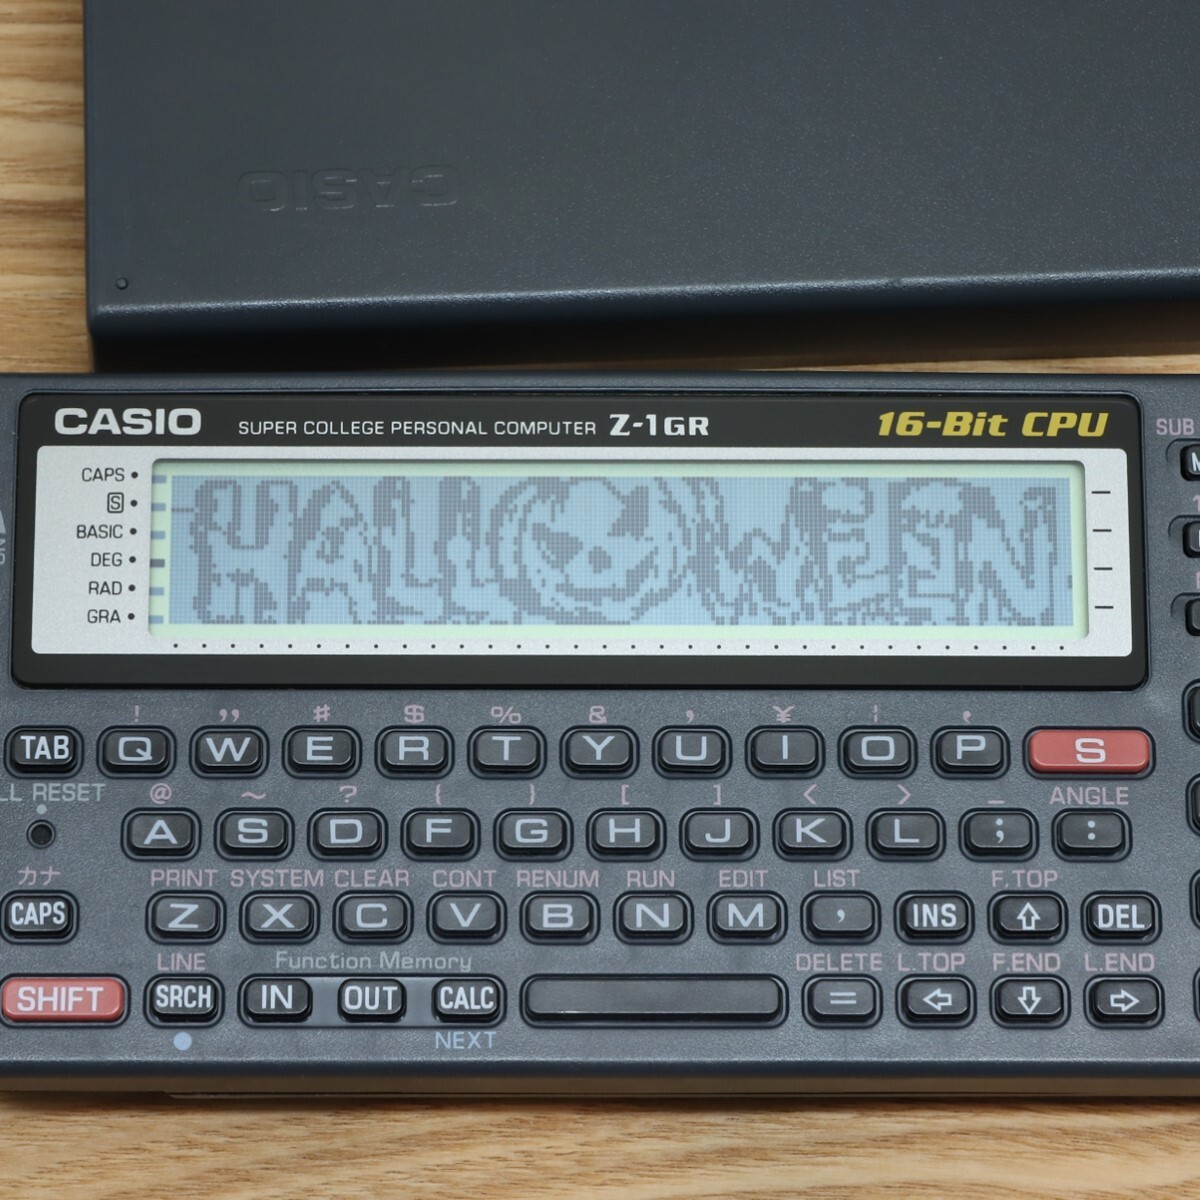 CASIO
CASIO SUPER COLLEGE PERSONAL COMPUTER Z-1GR 16-Bit CPU
SUB
CAPS
S
BASIC
DEG
RAD
GRA
HALLOWEEN
! ,, # $ % & ' ¥ ¦ ,
TAB Q W E R T Y U I O P S
LL RESET @ ~ ? { } [ ] < > _ ANGLE
A S D F G H J K L ; :
カナ PRINT SYSTEM CLEAR CONT RENUM RUN EDIT LIST F.TOP
CAPS Z X C V B N M , INS ⇧ DEL
LINE Function Memory DELETE L.TOP F.END L.END
SHIFT SRCH IN OUT CALC = ⇦ ⇩ ⇨
NEXT